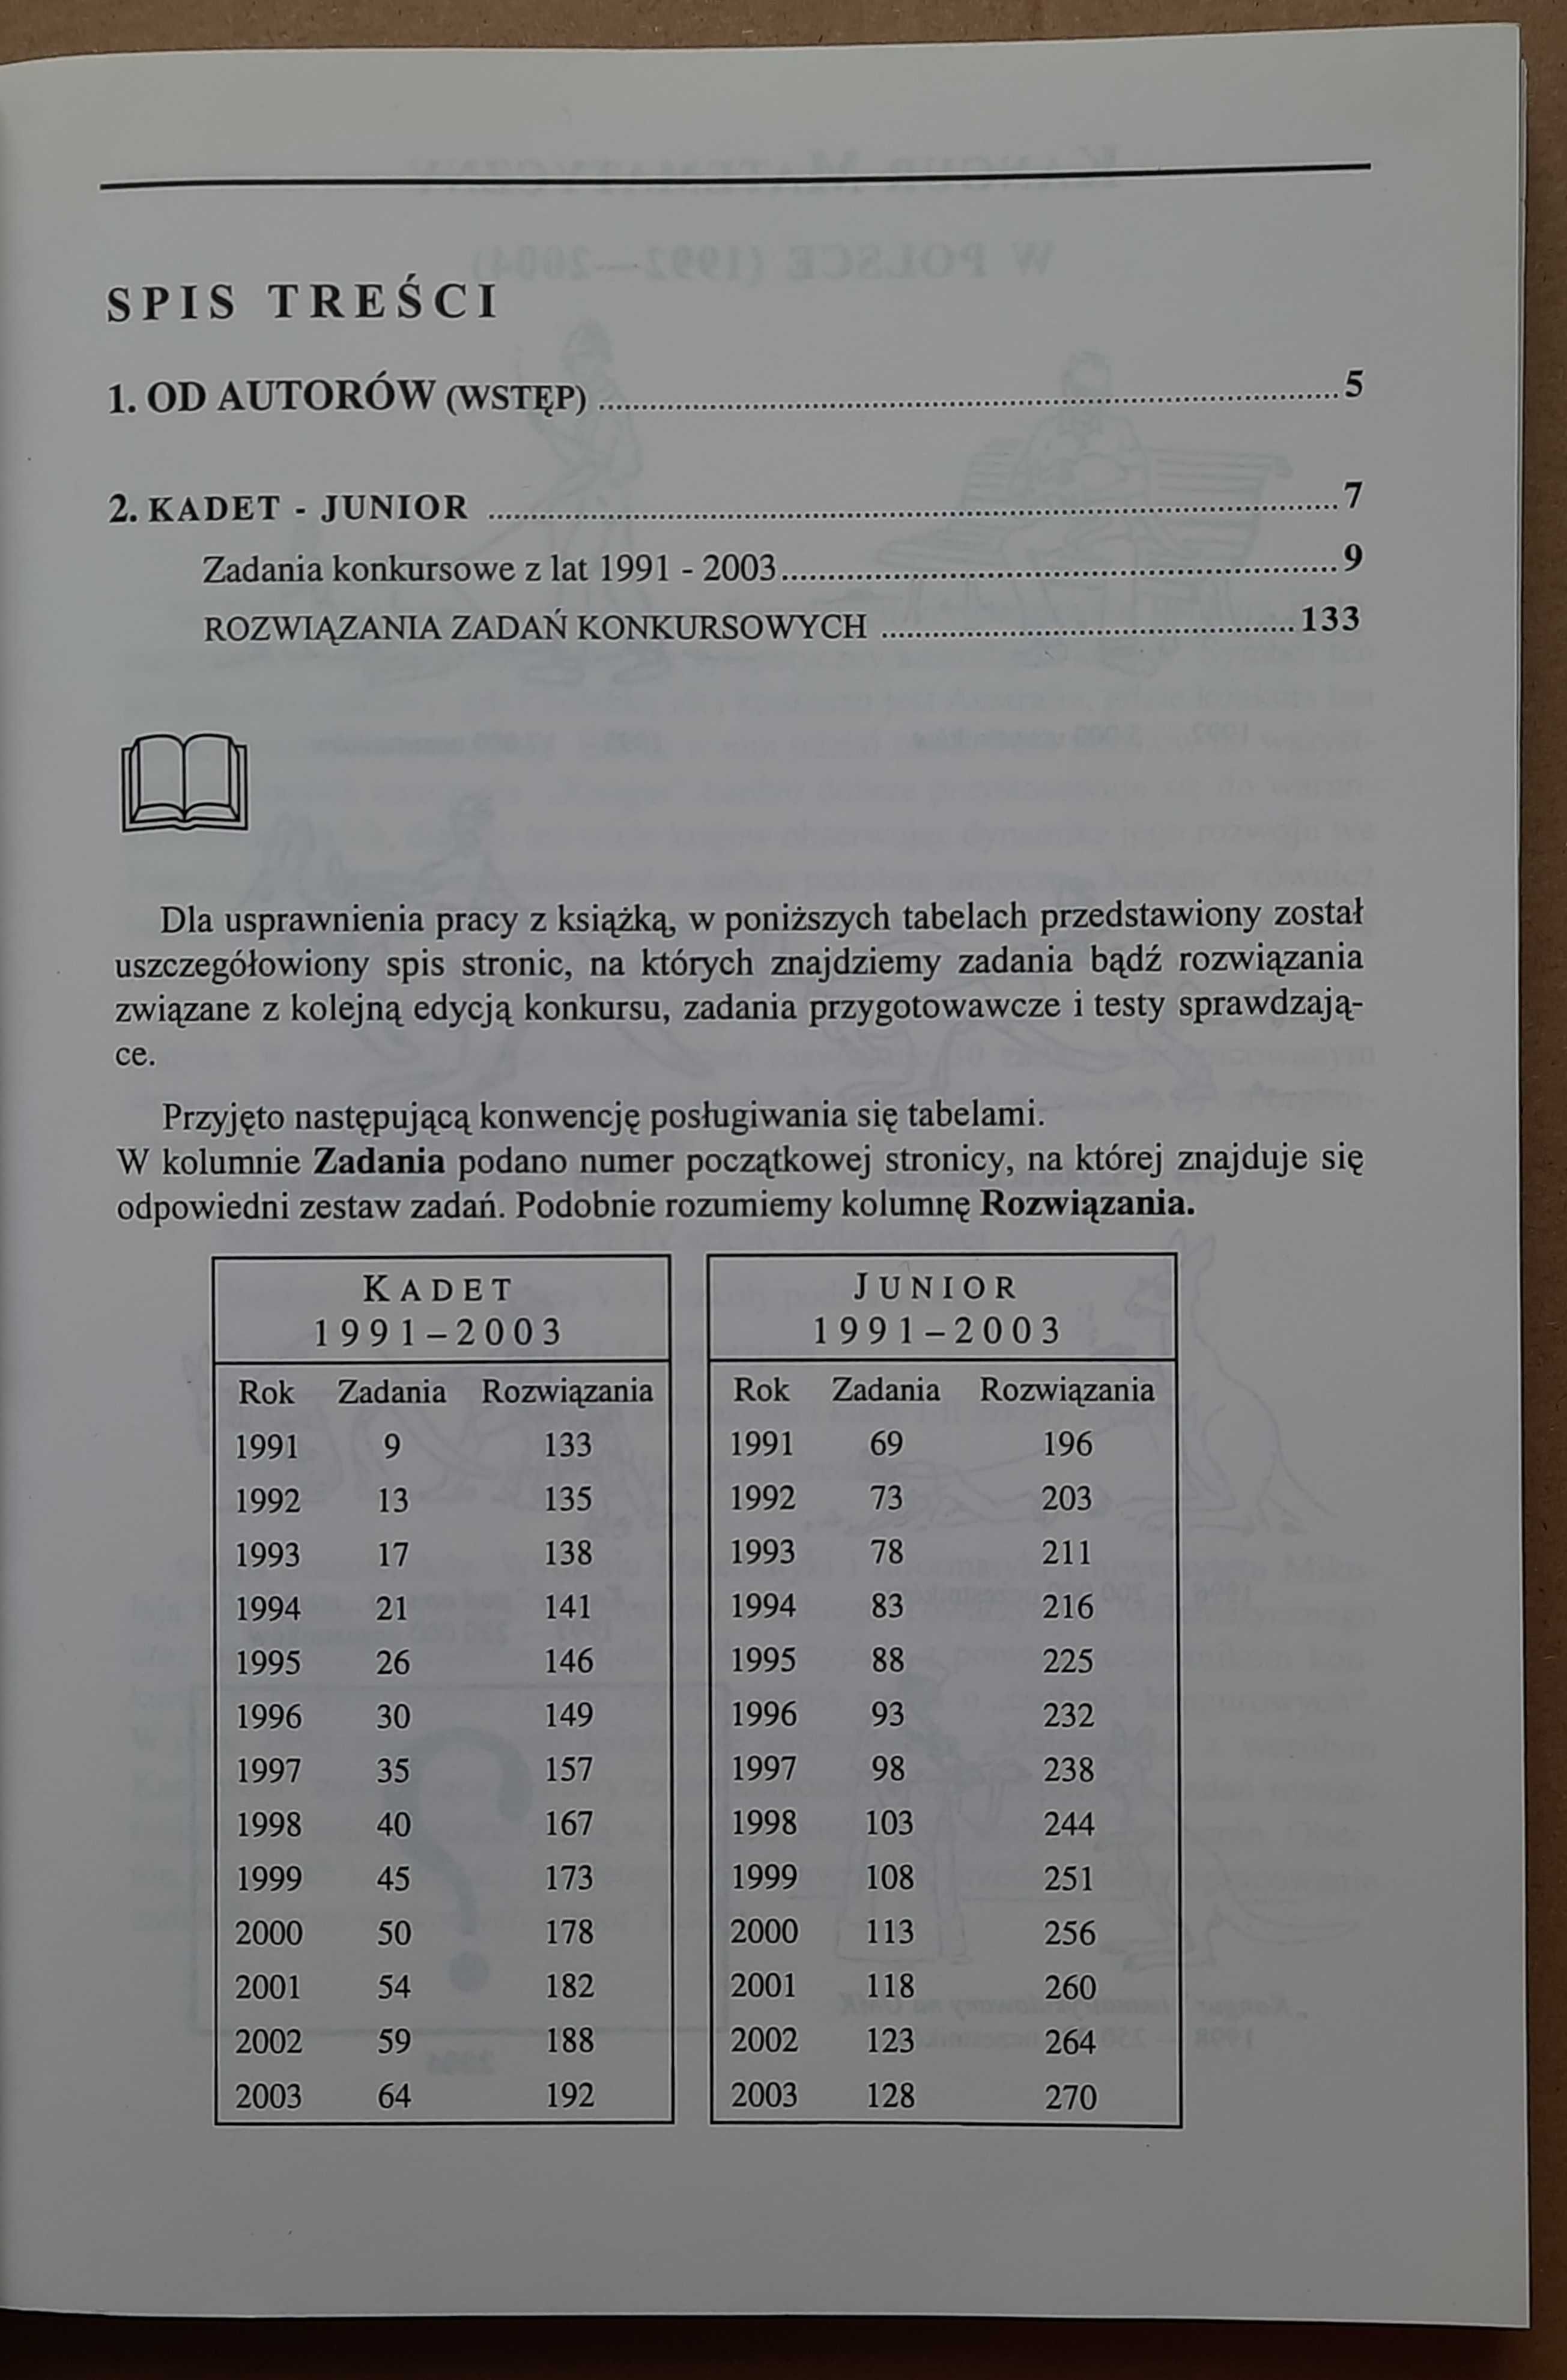 SPIS TREŚCI
1. OD AUTORÓW (WSTĘP) ........................ 5
2. KADET - JUNIOR ........................ 7
Zadania konkursowe z lat 1991 - 2003 ........................ 9
ROZWIĄZANIA ZADAŃ KONKURSOWYCH ........................ 133
Dla usprawnienia pracy z książką, w poniższych tabelach przedstawiony został
uszczegółowiony spis stronic, na których znajdziemy zadania bądź rozwiązania
związane z kolejną edycją konkursu, zadania przygotowawcze i testy sprawdzają-
ce.
Przyjęto następującą konwencję posługiwania się tabelami.
W kolumnie Zadania podano numer początkowej stronicy, na której znajduje się
odpowiedni zestaw zadań. Podobnie rozumiemy kolumnę Rozwiązania.
KADET
1991–2003
Rok Zadania Rozwiązania
1991 9 133
1992 13 135
1993 17 138
1994 21 141
1995 26 146
1996 30 149
1997 35 157
1998 40 167
1999 45 173
2000 50 178
2001 54 182
2002 59 188
2003 64 192
JUNIOR
1991–2003
Rok Zadania Rozwiązania
1991 69 196
1992 73 203
1993 78 211
1994 83 216
1995 88 225
1996 93 232
1997 98 238
1998 103 244
1999 108 251
2000 113 256
2001 118 260
2002 123 264
2003 128 270